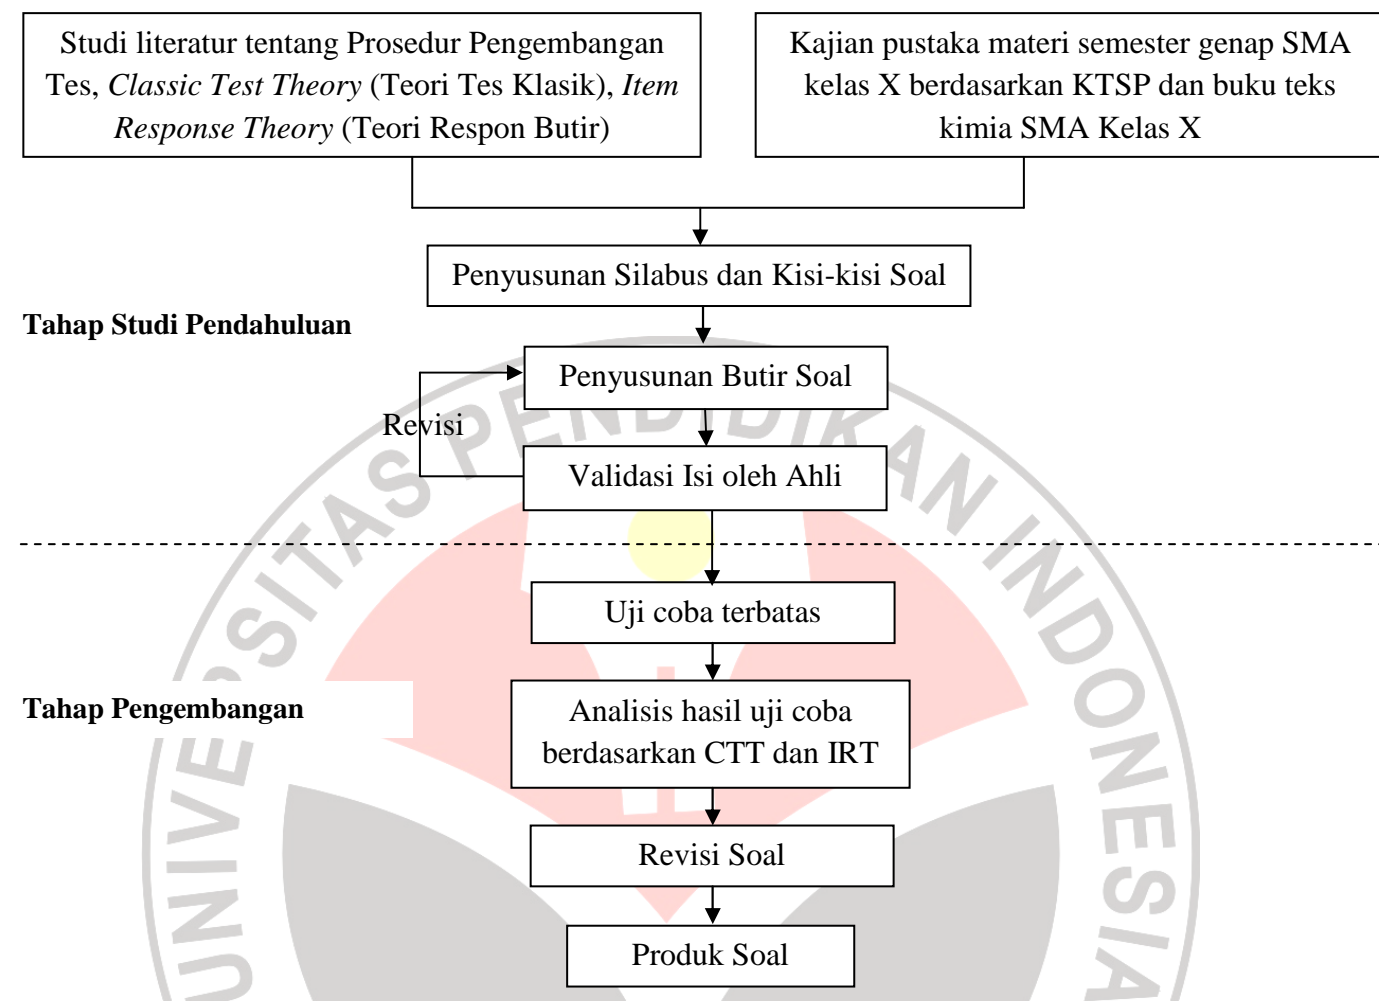 Studi literatur tentang Prosedur Pengembangan
Tes, Classic Test Theory (Teori Tes Klasik), Item
Response Theory (Teori Respon Butir)
Kajian pustaka materi semester genap SMA
kelas X berdasarkan KTSP dan buku teks
kimia SMA Kelas X
Penyusunan Silabus dan Kisi-kisi Soal
Tahap Studi Pendahuluan
Penyusunan Butir Soal
Revisi
Validasi Isi oleh Ahli
Uji coba terbatas
Tahap Pengembangan
Analisis hasil uji coba
berdasarkan CTT dan IRT
Revisi Soal
Produk Soal
UNIVERSITAS PENDIDIKAN INDONESIA